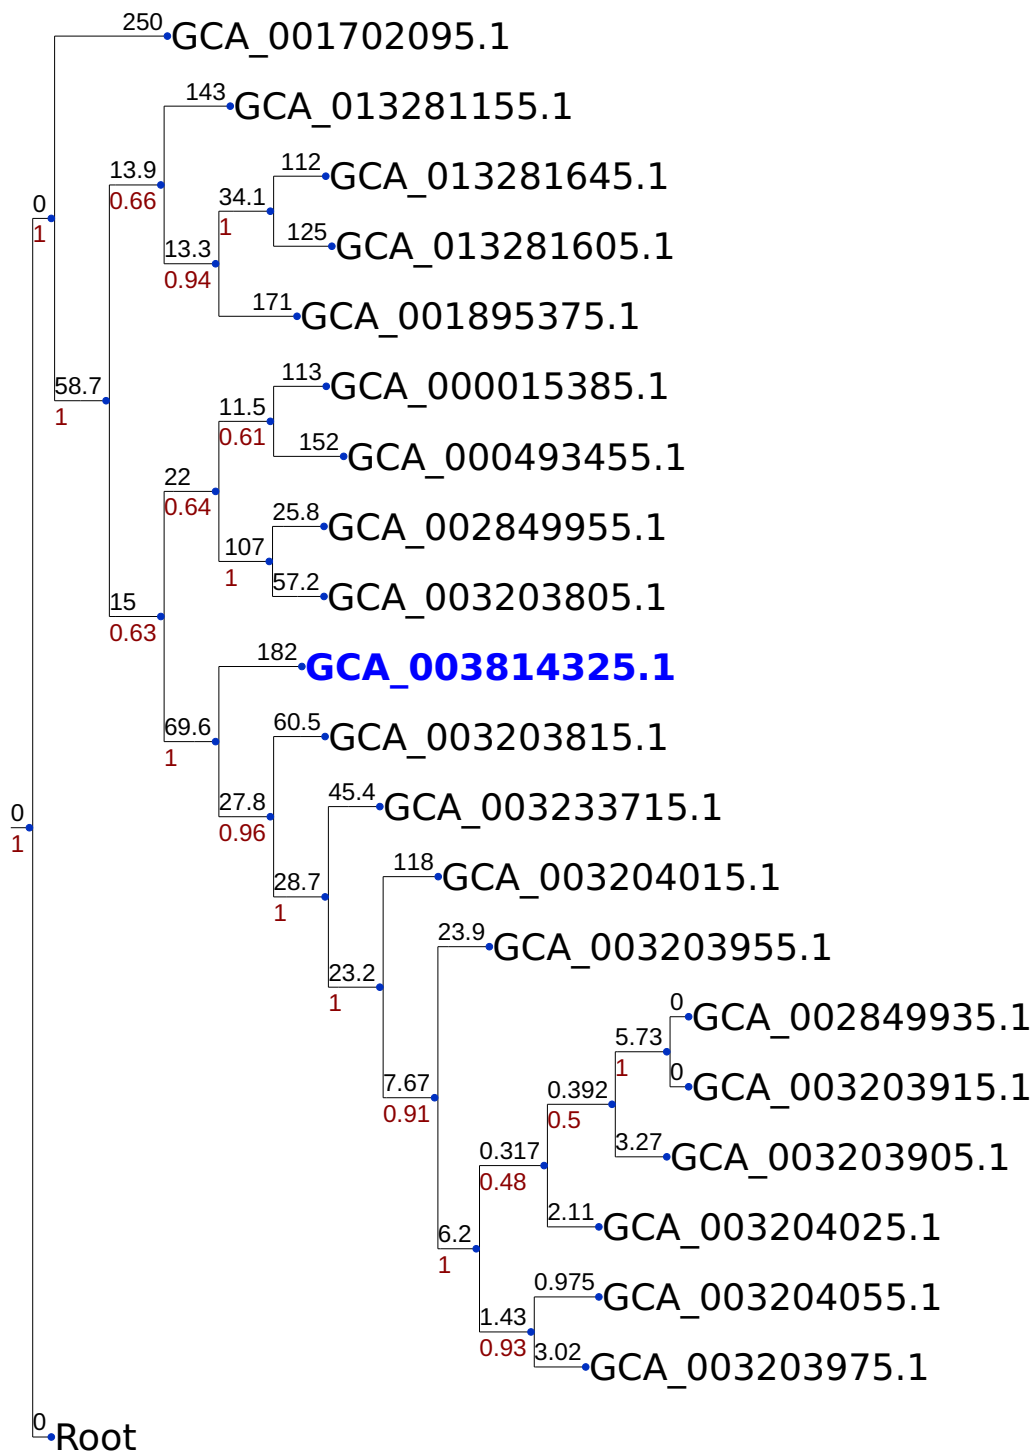 250 GCA_001702095.1
143 GCA_013281155.1
112 GCA_013281645.1
13.9
0.66
34.1
1
0
1
125 GCA_013281605.1
13.3
0.94
171 GCA_001895375.1
58.7
1
113 GCA_000015385.1
11.5
0.61
152 GCA_000493455.1
22
0.64
25.8 GCA_002849955.1
107
1
57.2 GCA_003203805.1
15
0.63
182 GCA_003814325.1
69.6
1
60.5 GCA_003203815.1
27.8
0.96
45.4 GCA_003233715.1
0
1
118 GCA_003204015.1
28.7
1
23.9 GCA_003203955.1
23.2
1
0 GCA_002849935.1
5.73
1
0 GCA_003203915.1
7.67
0.91
0.392
0.5
3.27 GCA_003203905.1
0.317
0.48
2.11 GCA_003204025.1
6.2
1
0.975 GCA_003204055.1
1.43
0.93
3.02 GCA_003203975.1
0 Root